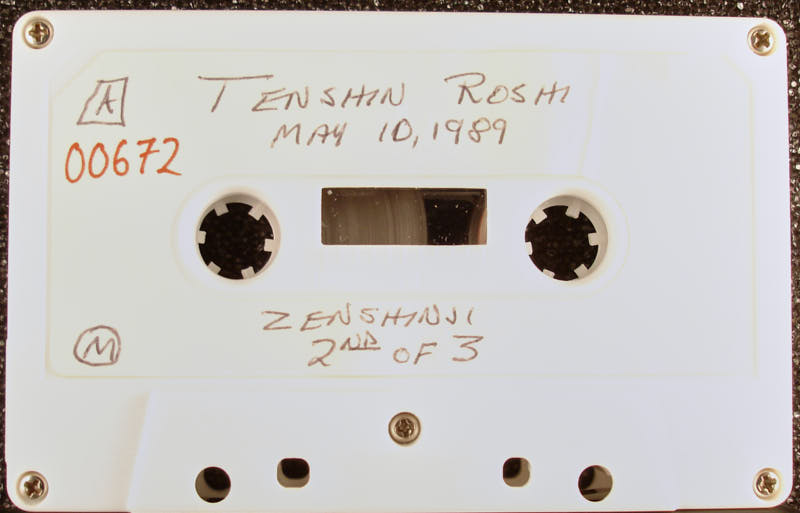 A
TENSHIN ROSHI
MAY 10, 1989
00672
ZENSHINJI
2ND OF 3
M